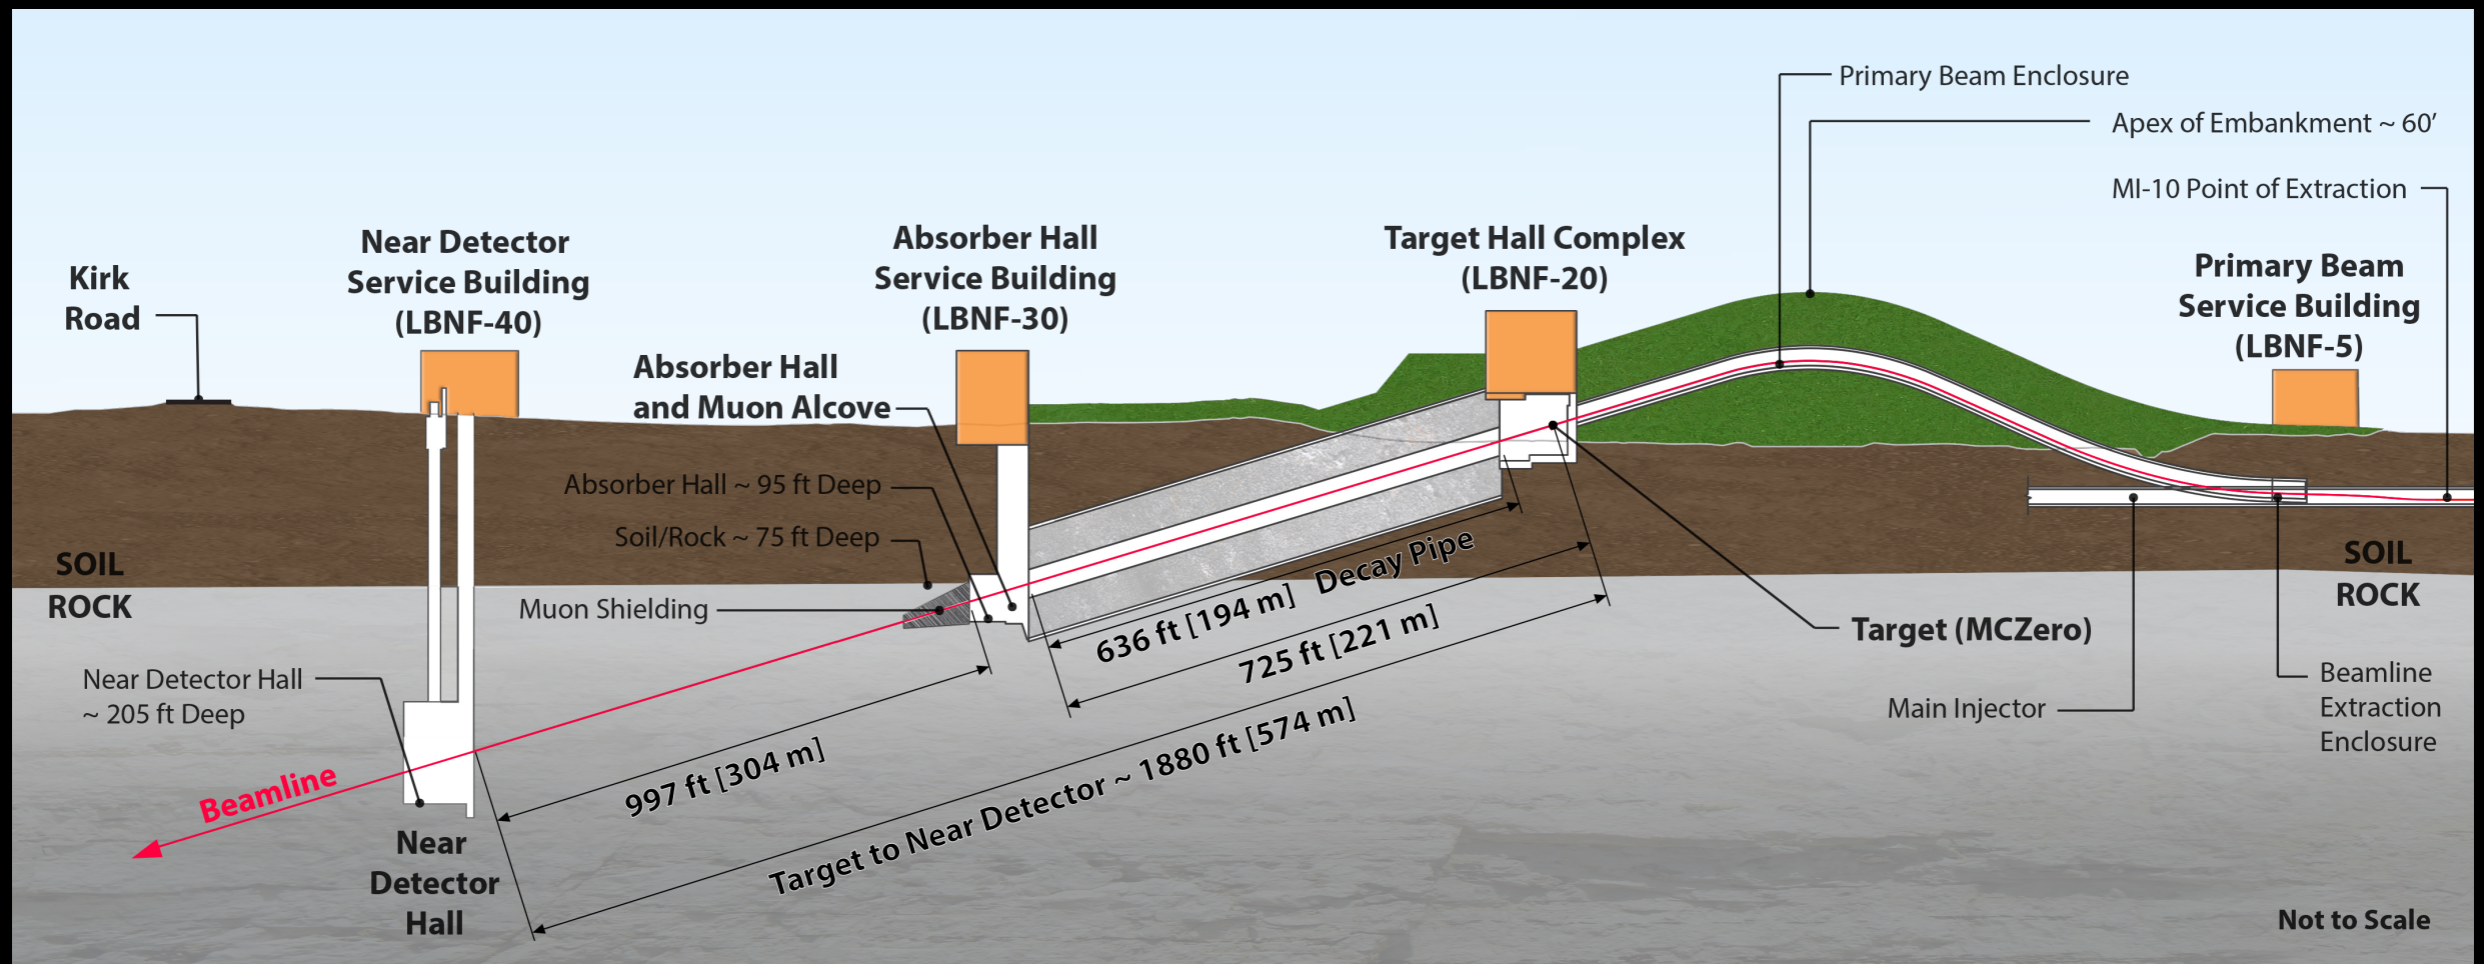 Primary Beam Enclosure
Apex of Embankment ~ 60’
MI-10 Point of Extraction
Kirk
Road
Near Detector
Service Building
(LBNF-40)
Absorber Hall
Service Building
(LBNF-30)
Target Hall Complex
(LBNF-20)
Primary Beam
Service Building
(LBNF-5)
Absorber Hall
and Muon Alcove
Absorber Hall ~ 95 ft Deep
Soil/Rock ~ 75 ft Deep
SOIL
ROCK
Muon Shielding
SOIL
ROCK
636 ft [194 m] Decay Pipe
725 ft [221 m]
Target (MCZero)
Near Detector Hall
~ 205 ft Deep
Main Injector
Beamline
Extraction
Enclosure
997 ft [304 m]
Target to Near Detector ~ 1880 ft [574 m]
Beamline
Near
Detector
Hall
Not to Scale